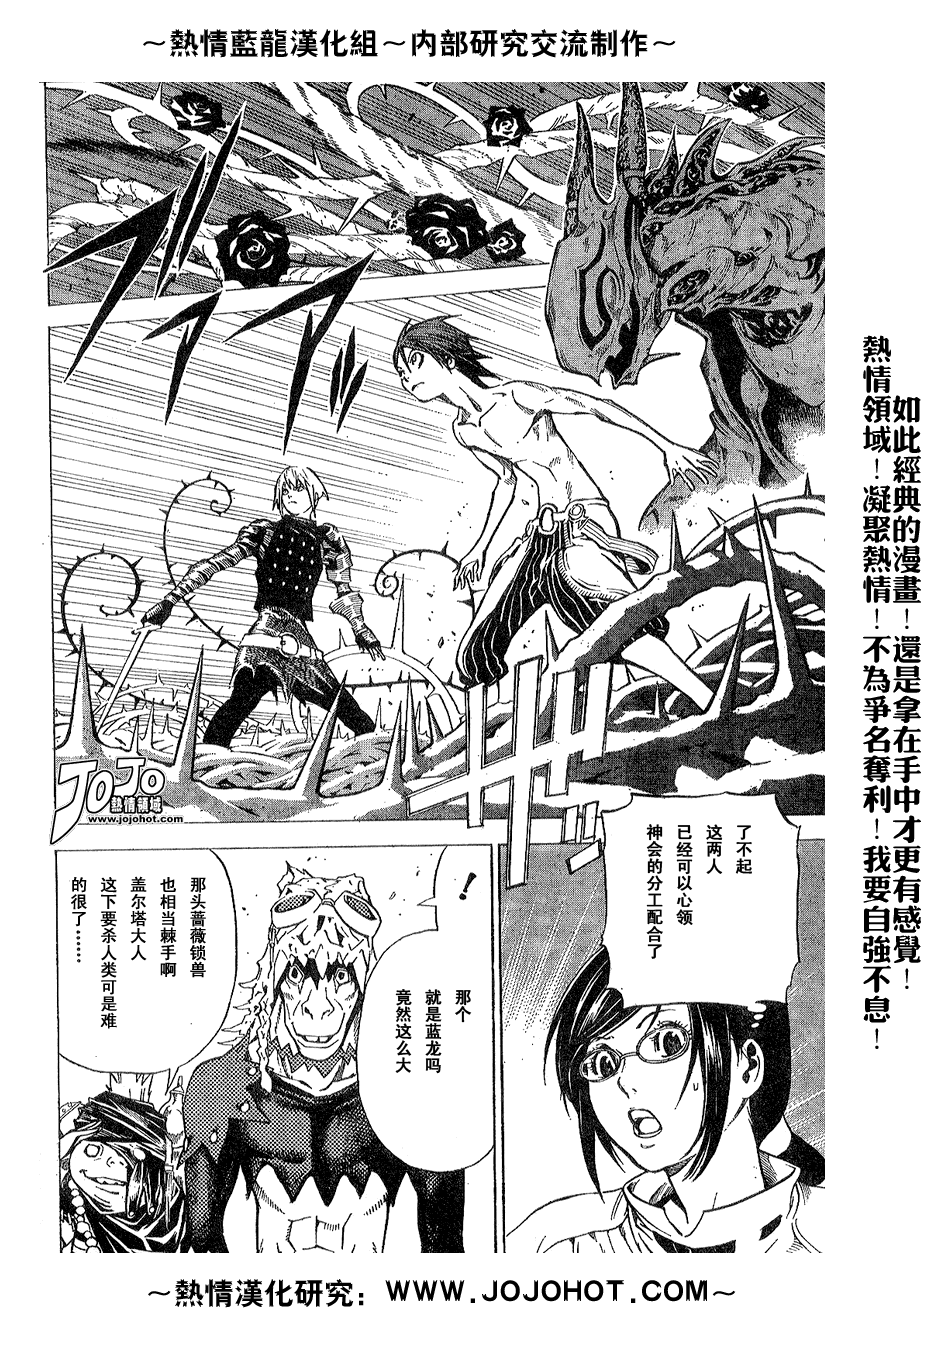 ～熱情藍龍漢化組～内部研究交流制作～
如此經典的漫畫！還是拿在手中才更有感覺！
熱情領域！凝聚熱情！不為爭名奪利！我要自強不息！
JOJO
熱情領域
www.jojohot.com
了不起
这两人
已经可以心领
神会的分工配合了
！
那个
就是蓝龙吗
竟然这么大
那头蔷薇锁兽
也相当棘手啊
盖尔塔大人
这下要杀人类可是难
的很了……
～熱情漢化研究：WWW.JOJOHOT.COM～